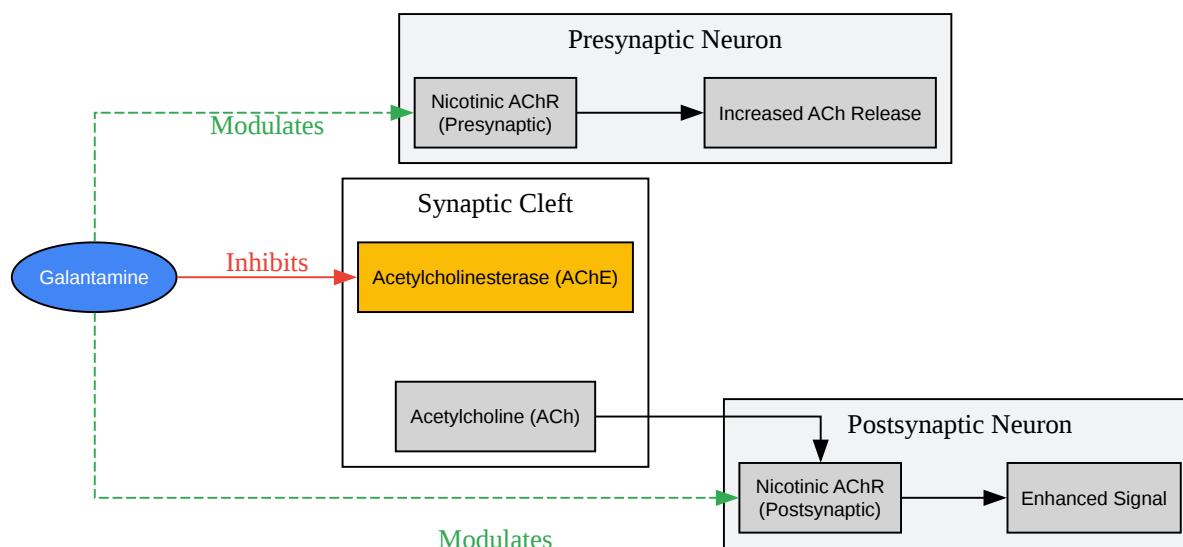 Presynaptic Neuron
Nicotinic AChR
(Presynaptic)
Increased ACh Release
Modulates
Synaptic Cleft
Galantamine
Inhibits
Acetylcholinesterase (AChE)
Acetylcholine (ACh)
Postsynaptic Neuron
Nicotinic AChR
(Postsynaptic)
Enhanced Signal
Modulates